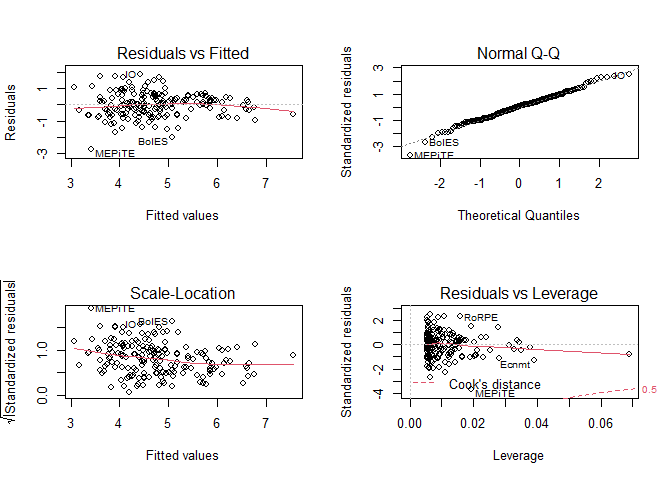 Residuals vs Fitted
Residuals
-3
-1
1
IO
BoIES
MEPiTE
3
4
5
6
7
Fitted values
Normal Q-Q
Standardized residuals
-3
-1
1
3
IO
BoIES
MEPiTE
-2
-1
0
1
2
Theoretical Quantiles
Scale-Location
√|Standardized residuals|
0.0
1.0
MEPiTE
IO
BoIES
3
4
5
6
7
Fitted values
Residuals vs Leverage
Standardized residuals
-4
-2
0
2
RoRPE
Ecnmt
Cook's distance
MEPiTE
0.5
0.00
0.02
0.04
0.06
Leverage